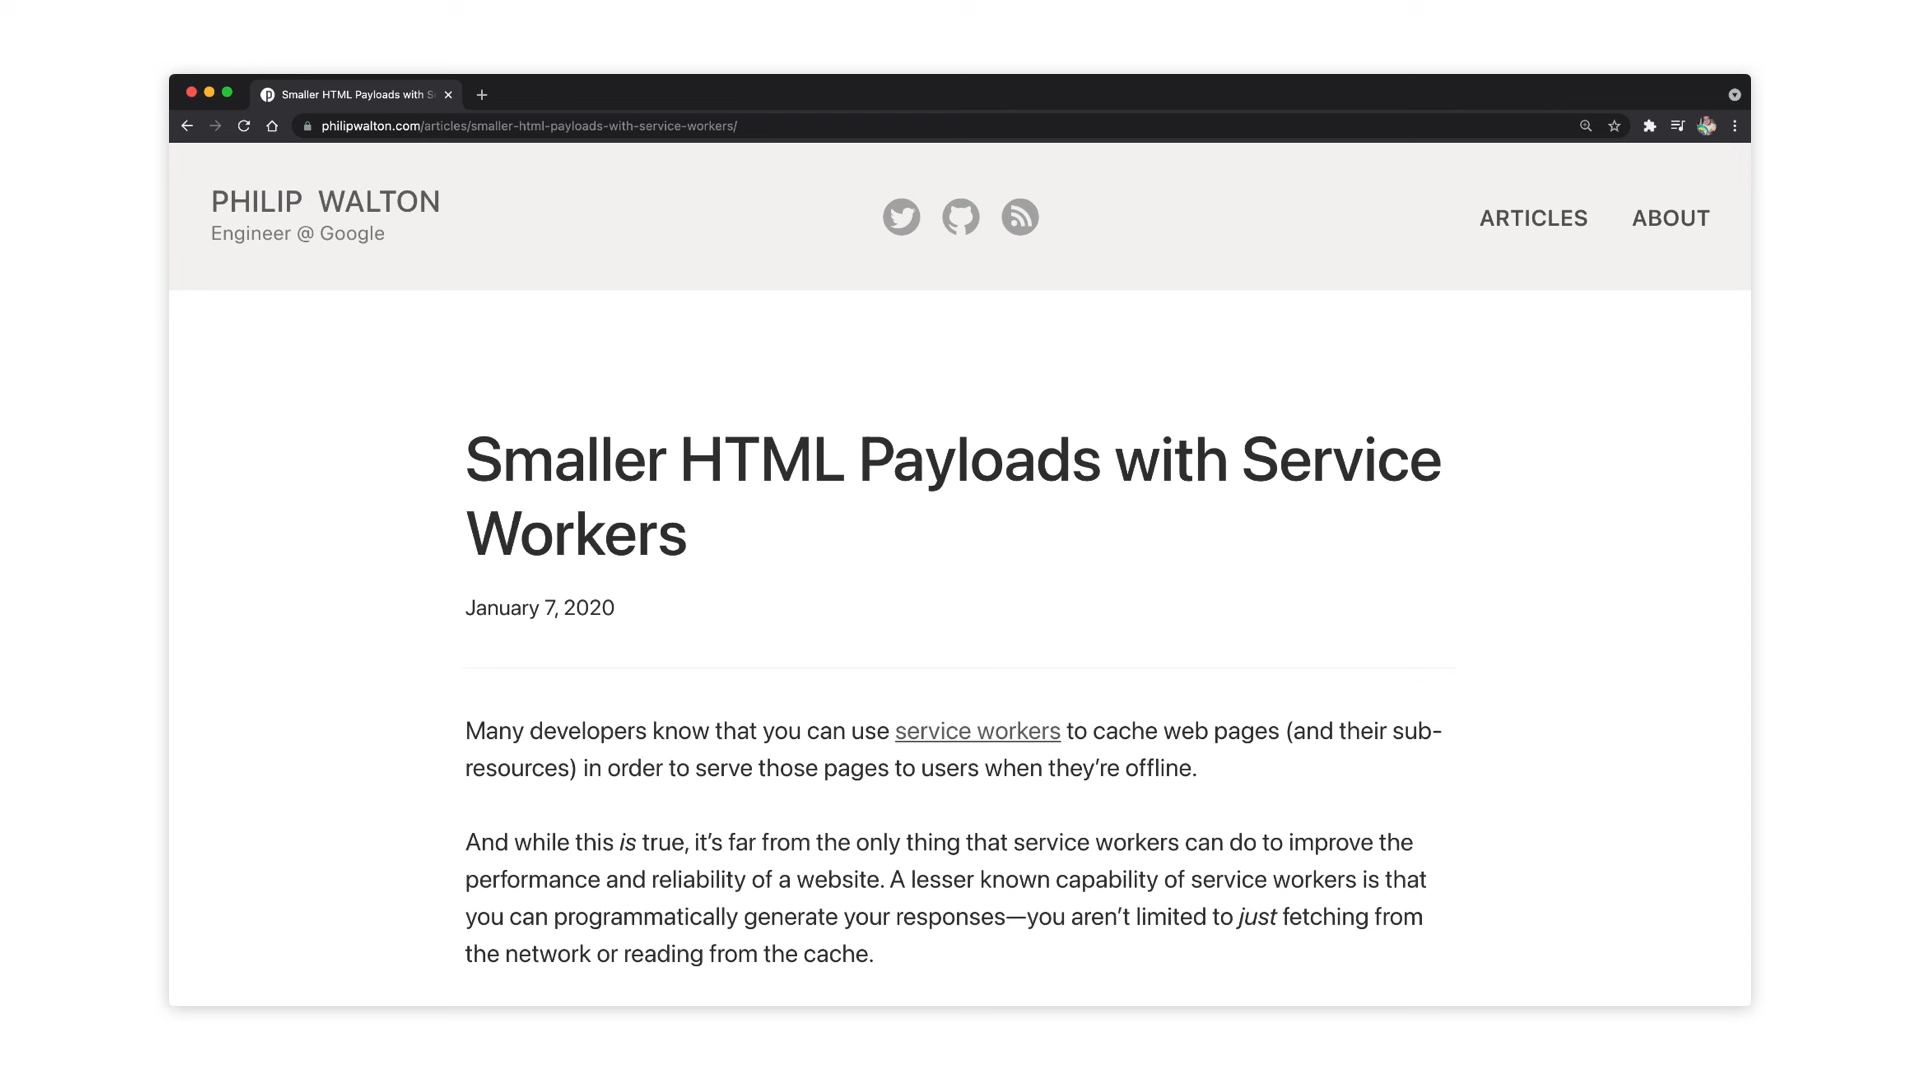 Smaller HTML Payloads with S
philipwalton.com/articles/smaller-html-payloads-with-service-workers/
PHILIP WALTON
Engineer @ Google
ARTICLES
ABOUT
Smaller HTML Payloads with Service
Workers
January 7, 2020
Many developers know that you can use service workers to cache web pages (and their sub-
resources) in order to serve those pages to users when they’re offline.
And while this is true, it’s far from the only thing that service workers can do to improve the
performance and reliability of a website. A lesser known capability of service workers is that
you can programmatically generate your responses—you aren’t limited to just fetching from
the network or reading from the cache.